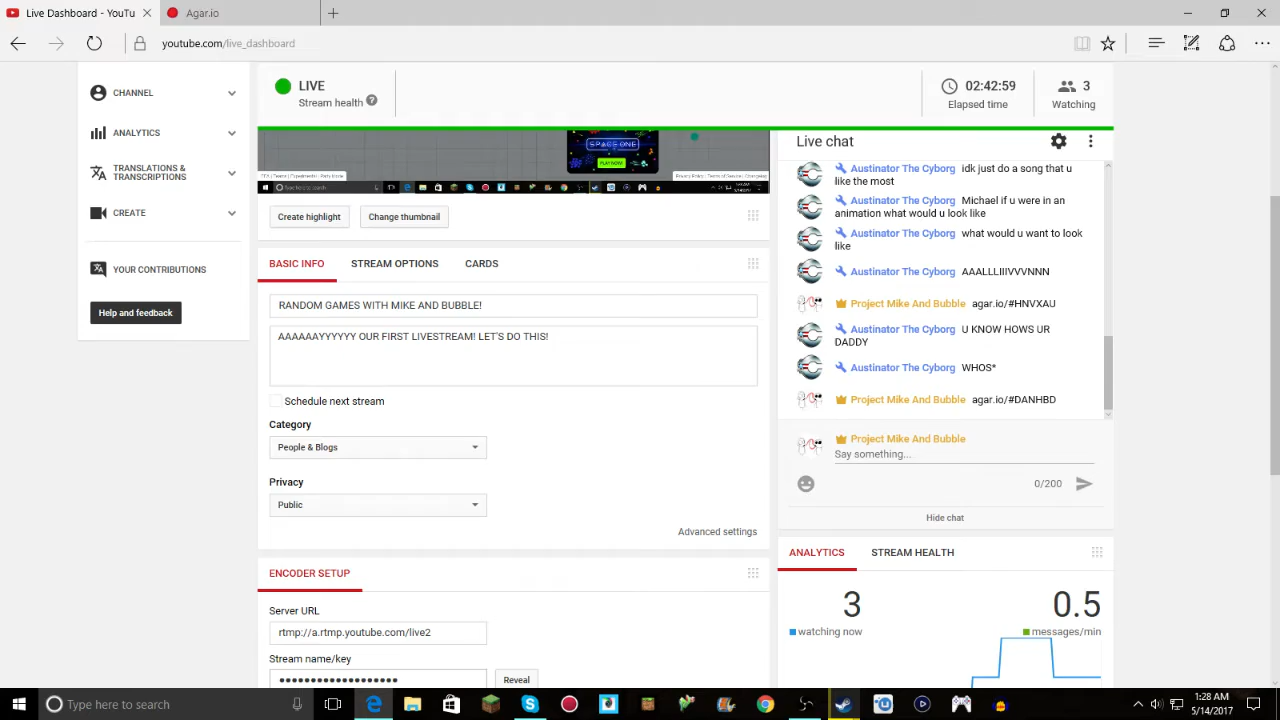 Live Dashboard - YouTu
Agar.io
youtube.com/live_dashboard
CHANNEL
ANALYTICS
TRANSLATIONS &
TRANSCRIPTIONS
CREATE
YOUR CONTRIBUTIONS
Help and feedback
LIVE
Stream health
02:42:59
Elapsed time
3
Watching
SPACE ONE
PLAY NOW!
Create highlight
Change thumbnail
BASIC INFO
STREAM OPTIONS
CARDS
RANDOM GAMES WITH MIKE AND BUBBLE!
AAAAAAYYYYYY OUR FIRST LIVESTREAM! LET'S DO THIS!
Schedule next stream
Category
People & Blogs
Privacy
Public
Advanced settings
ENCODER SETUP
Server URL
rtmp://a.rtmp.youtube.com/live2
Stream name/key
Reveal
Live chat
Austinator The Cyborg idk just do a song that u
like the most
Austinator The Cyborg Michael if u were in an
animation what would u look like
Austinator The Cyborg what would u want to look
like
Austinator The Cyborg AAALLLIIIVVVNNN
Project Mike And Bubble agar.io/#HNVXAU
Austinator The Cyborg U KNOW HOWS UR
DADDY
Austinator The Cyborg WHOS*
Project Mike And Bubble agar.io/#DANHBD
Project Mike And Bubble
Say something...
0/200
Hide chat
ANALYTICS
STREAM HEALTH
3
watching now
0.5
messages/min
Type here to search
1:28 AM
5/14/2017